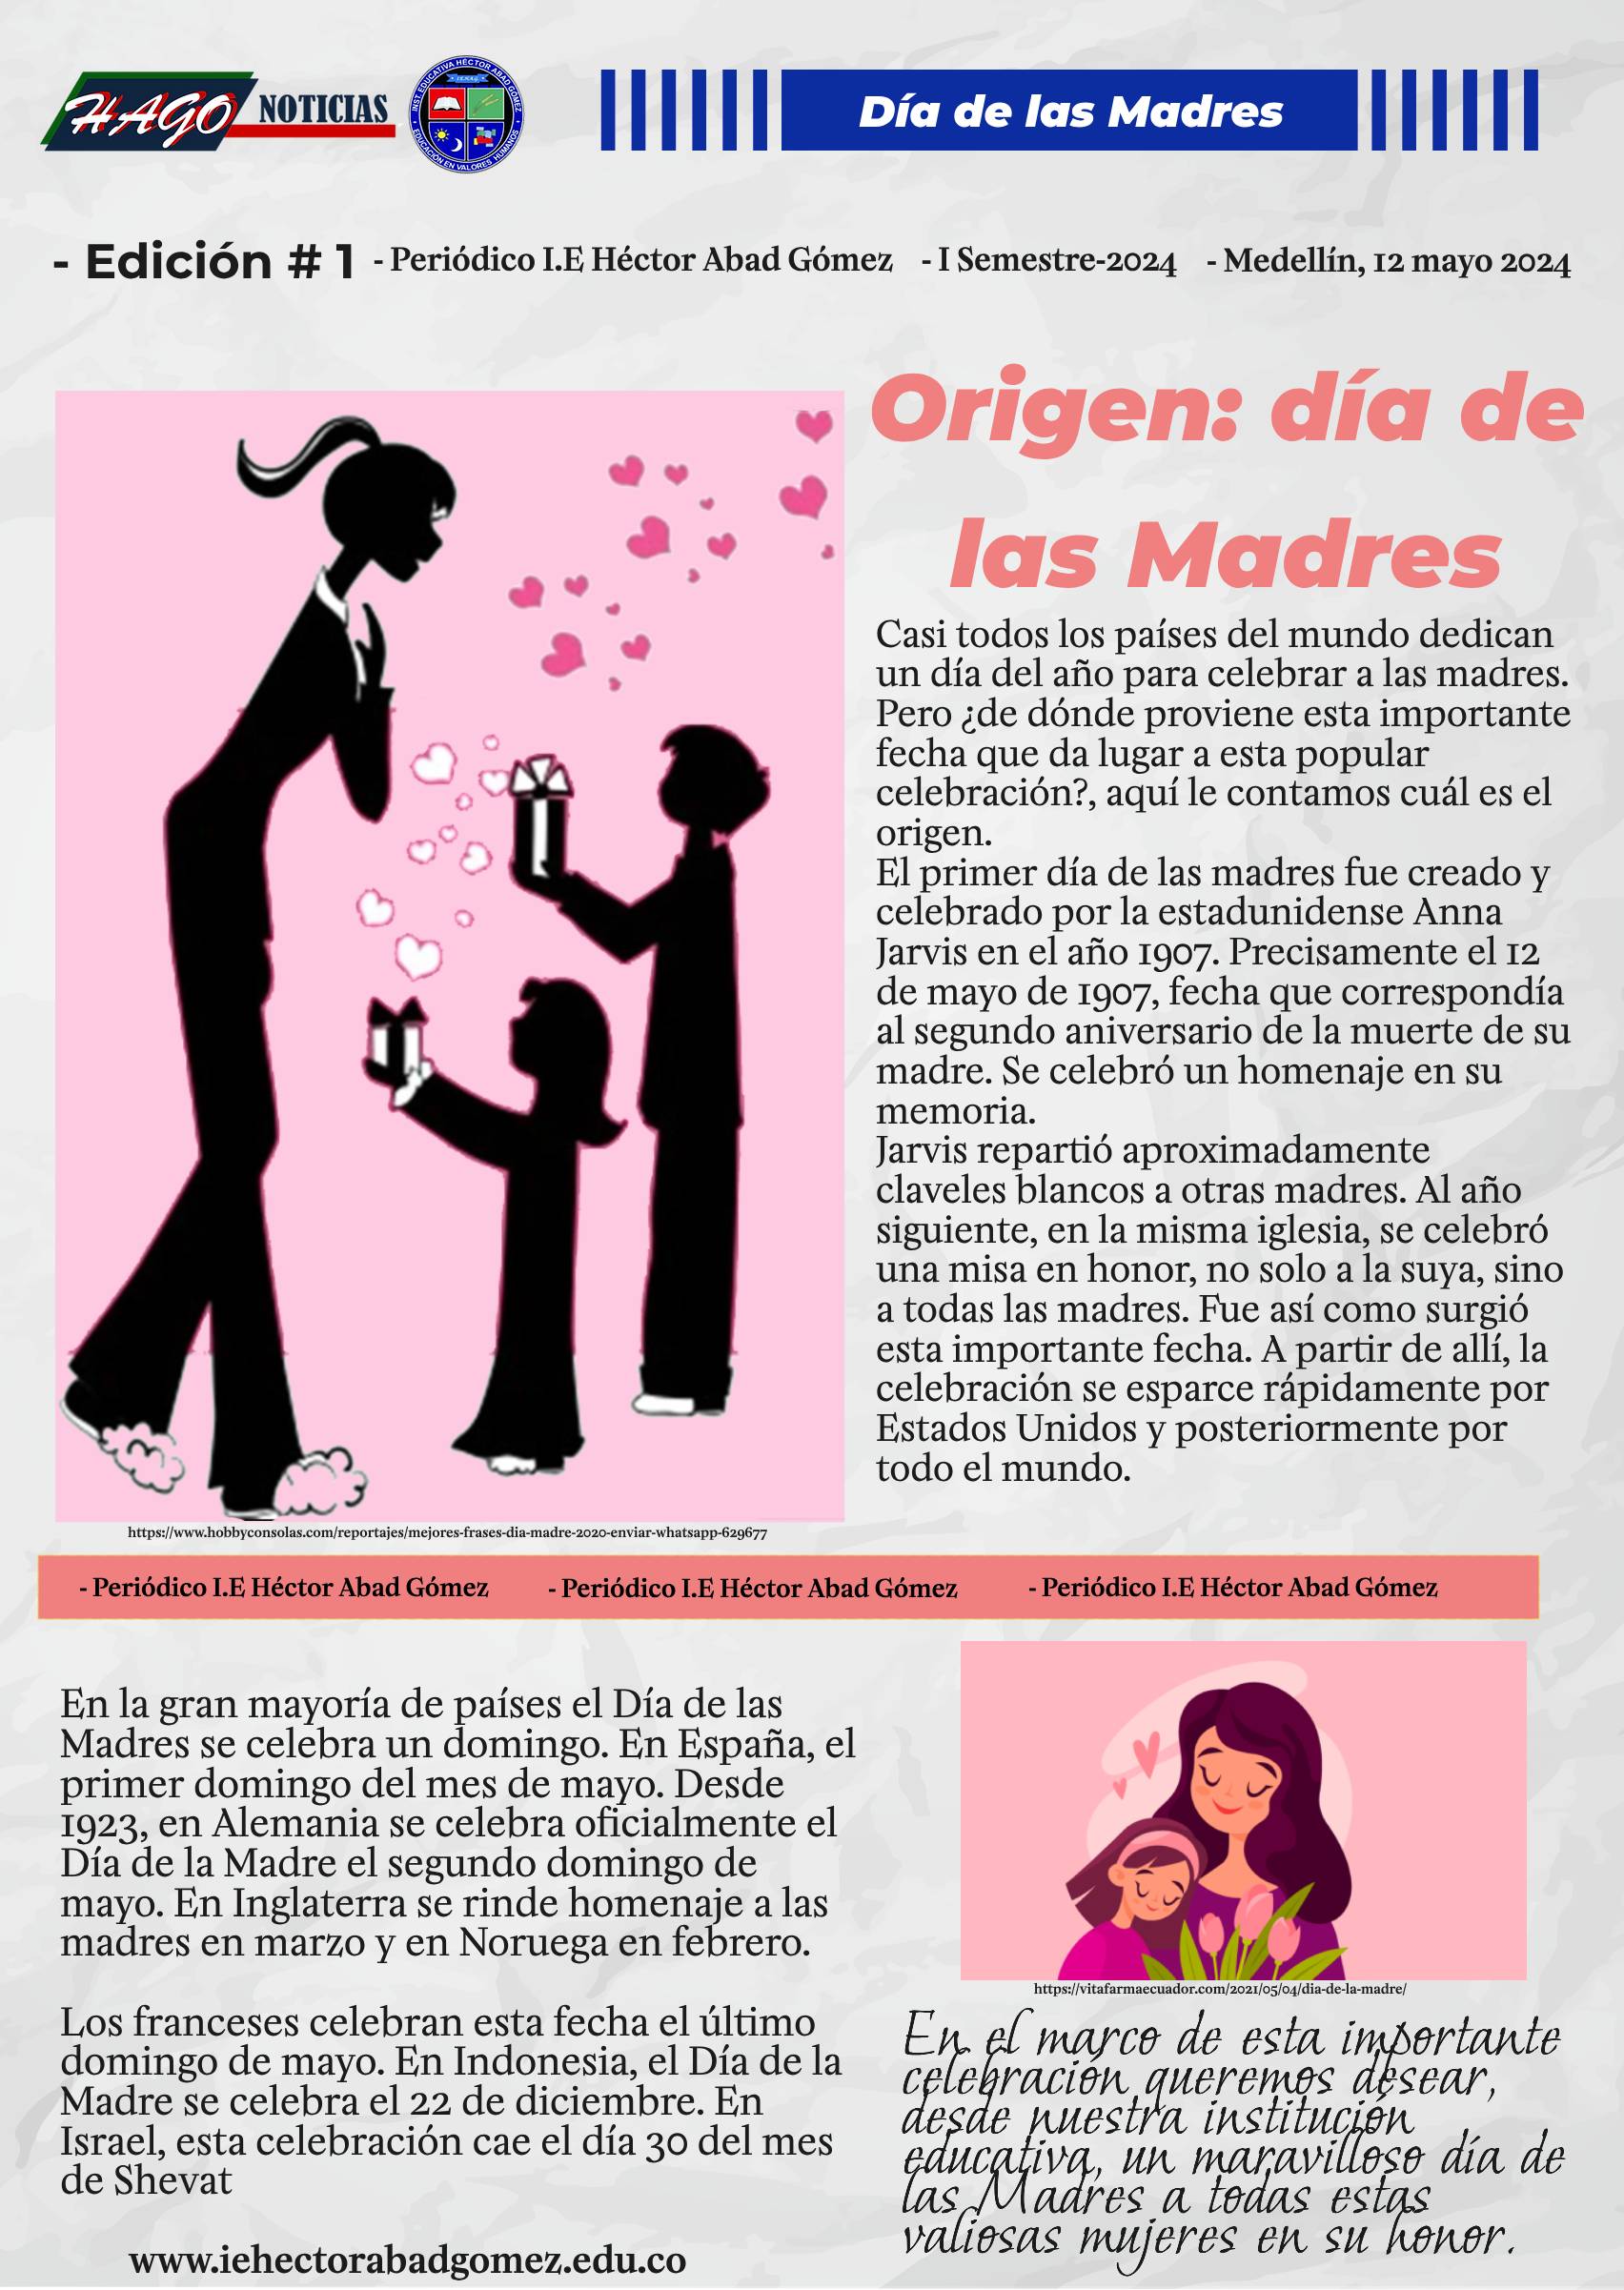 HAGO NOTICIAS
INST. EDUCATIVA HÉCTOR ABAD GÓMEZ
EDUCACIÓN EN VALORES HUMANOS
Día de las Madres
- Edición # 1 - Periódico I.E Héctor Abad Gómez - I Semestre-2024 - Medellín, 12 mayo 2024
Origen: día de
las Madres
Casi todos los países del mundo dedican
un día del año para celebrar a las madres.
Pero ¿de dónde proviene esta importante
fecha que da lugar a esta popular
celebración?, aquí le contamos cuál es el
origen.
El primer día de las madres fue creado y
celebrado por la estadunidense Anna
Jarvis en el año 1907. Precisamente el 12
de mayo de 1907, fecha que correspondía
al segundo aniversario de la muerte de su
madre. Se celebró un homenaje en su
memoria.
Jarvis repartió aproximadamente
claveles blancos a otras madres. Al año
siguiente, en la misma iglesia, se celebró
una misa en honor, no solo a la suya, sino
a todas las madres. Fue así como surgió
esta importante fecha. A partir de allí, la
celebración se esparce rápidamente por
Estados Unidos y posteriormente por
todo el mundo.
https://www.hobbyconsolas.com/reportajes/mejores-frases-dia-madre-2020-enviar-whatsapp-629677
- Periódico I.E Héctor Abad Gómez - Periódico I.E Héctor Abad Gómez - Periódico I.E Héctor Abad Gómez
En la gran mayoría de países el Día de las
Madres se celebra un domingo. En España, el
primer domingo del mes de mayo. Desde
1923, en Alemania se celebra oficialmente el
Día de la Madre el segundo domingo de
mayo. En Inglaterra se rinde homenaje a las
madres en marzo y en Noruega en febrero.
Los franceses celebran esta fecha el último
domingo de mayo. En Indonesia, el Día de la
Madre se celebra el 22 de diciembre. En
Israel, esta celebración cae el día 30 del mes
de Shevat
www.iehectorabadgomez.edu.co
https://vitafarmaecuador.com/2021/05/04/dia-de-la-madre/
En el marco de esta importante
celebración queremos desear,
desde nuestra institución
educativa, un maravilloso día de
las Madres a todas estas
valiosas mujeres en su honor.